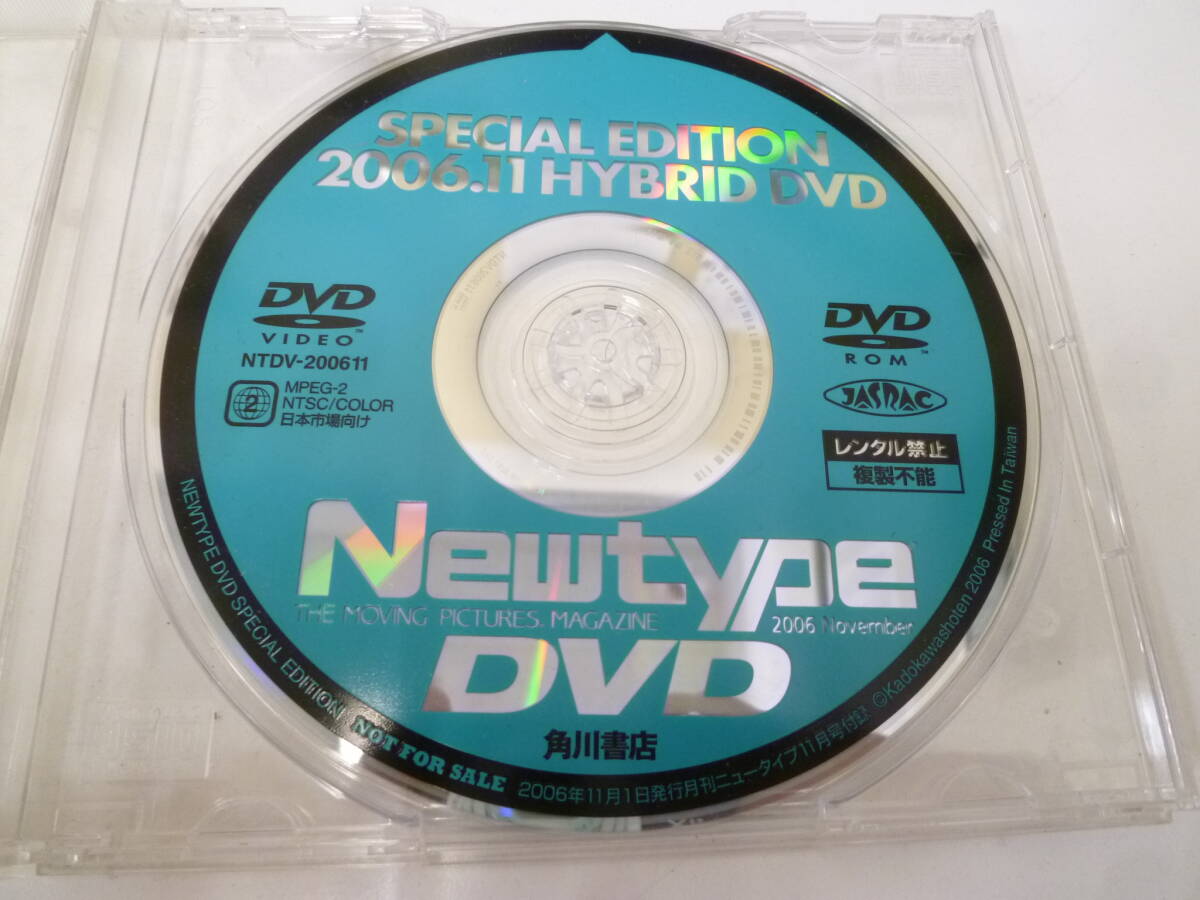 SPECIAL EDITION
2006.11 HYBRID DVD
DVD
VIDEO™
NTDV-200611
2
MPEG-2
NTSC/COLOR
日本市場向け
DVD
ROM™
JASRAC
レンタル禁止
複製不能
Newtype
THE MOVING PICTURES. MAGAZINE
2006 November
DVD
角川書店
NEWTYPE DVD SPECIAL EDITION NOT FOR SALE 2006年11月1日発行月刊ニュータイプ11月号付録 ©Kadokawashoten 2006 Pressed In Taiwan